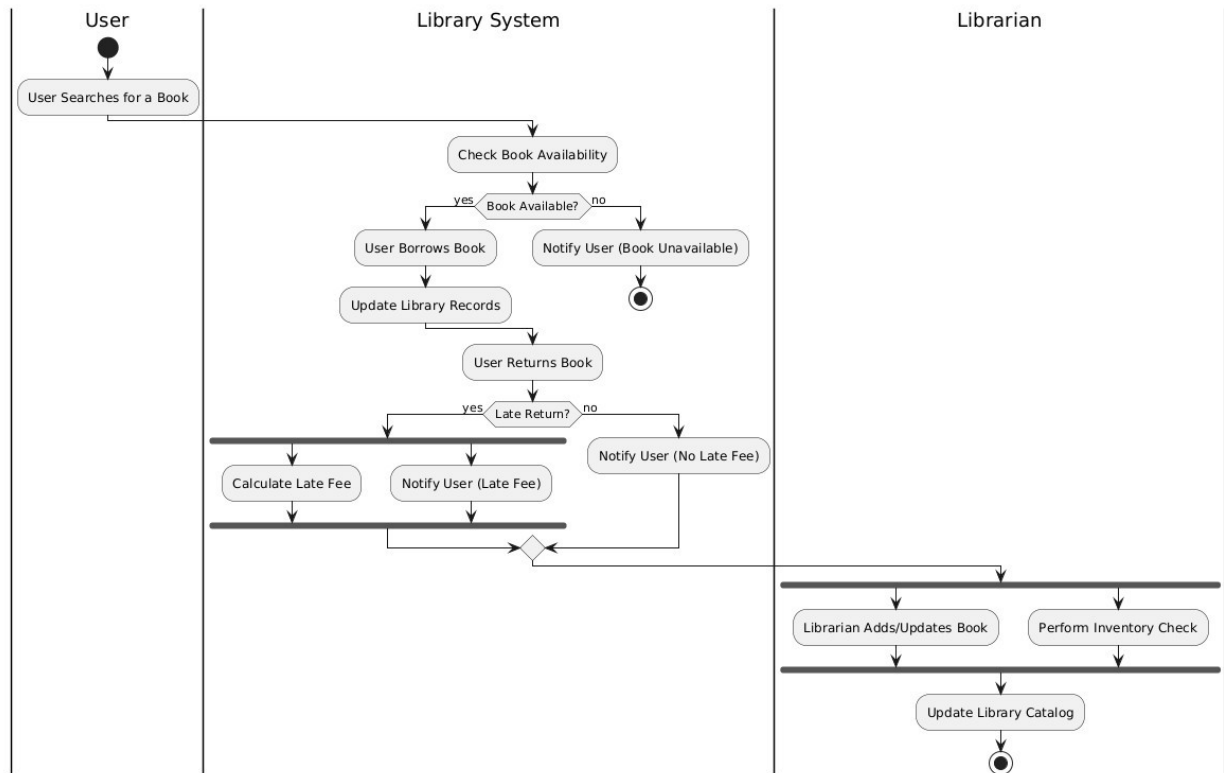 User
Library System
Librarian
User Searches for a Book
Check Book Availability
yes
Book Available?
no
User Borrows Book
Notify User (Book Unavailable)
Update Library Records
User Returns Book
yes
Late Return?
no
Notify User (No Late Fee)
Calculate Late Fee
Notify User (Late Fee)
Librarian Adds/Updates Book
Perform Inventory Check
Update Library Catalog